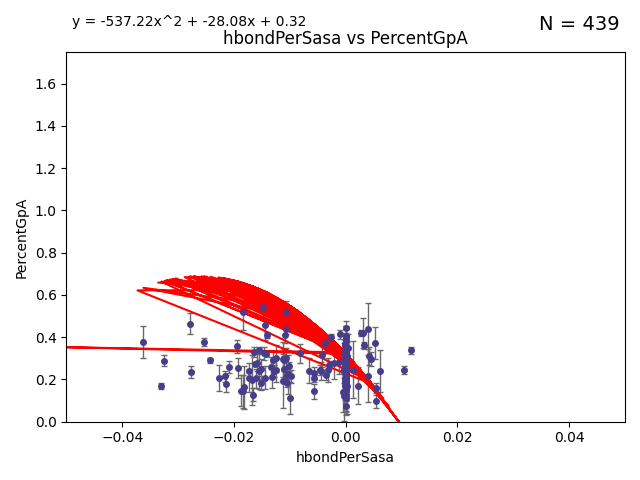 y = -537.22x^2 + -28.08x + 0.32
N = 439
hbondPerSasa vs PercentGpA
PercentGpA
1.6
1.4
1.2
1.0
0.8
0.6
0.4
0.2
0.0
−0.04
−0.02
0.00
0.02
0.04
hbondPerSasa